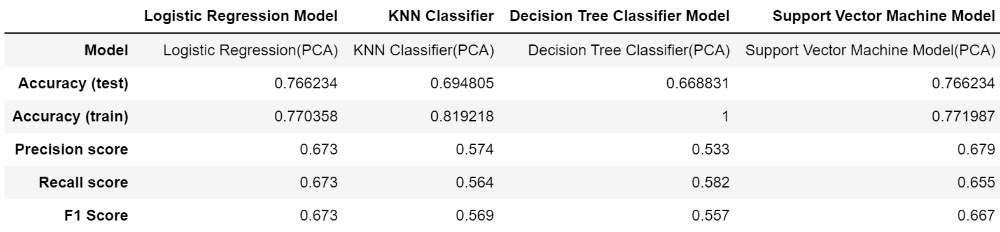 Logistic Regression Model KNN Classifier Decision Tree Classifier Model Support Vector Machine Model
Model Logistic Regression(PCA) KNN Classifier(PCA) Decision Tree Classifier(PCA) Support Vector Machine Model(PCA)
Accuracy (test) 0.766234 0.694805 0.668831 0.766234
Accuracy (train) 0.770358 0.819218 1 0.771987
Precision score 0.673 0.574 0.533 0.679
Recall score 0.673 0.564 0.582 0.655
F1 Score 0.673 0.569 0.557 0.667